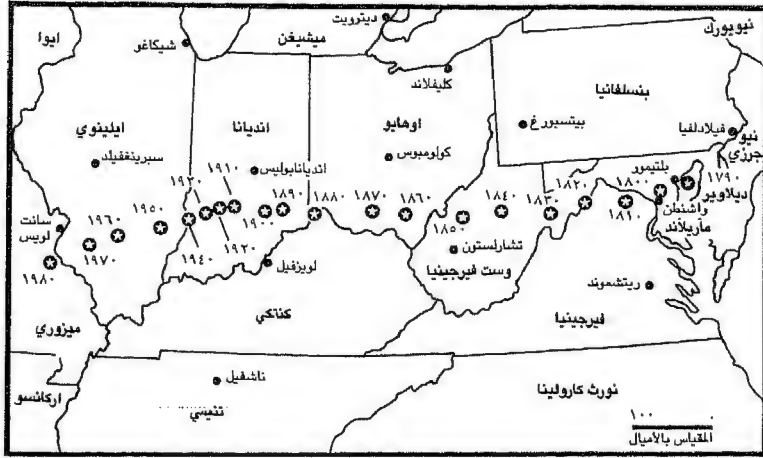 نيويورك
ديترويت
ميشيغن
شيكاغو
ايوا
كليفلاند
بنسلفانيا
بيتسبورغ
فيلادلفيا
نيو
جرزي
ايلينوي
انديانا
اوهايو
سبرينغفيلد
انديانابوليس
كولومبوس
بلتيمور
واشنطن
ماريلاند
ديلاوير
١٧٩٠
١٨٠٠
١٨١٠
١٨٢٠
١٨٣٠
١٨٤٠
١٨٥٠
١٨٦٠
١٨٧٠
١٨٨٠
١٨٩٠
١٩٠٠
١٩١٠
١٩٢٠
١٩٣٠
١٩٤٠
١٩٥٠
١٩٦٠
١٩٧٠
١٩٨٠
سانت
لويس
لويزفيل
تشارلستون
وست فيرجينيا
ريتشموند
فيرجينيا
كنتاكي
ميزوري
ناشفيل
تنيسي
اركانسو
نورث كارولينا
١٠٠ ٠
المقياس بالأميال